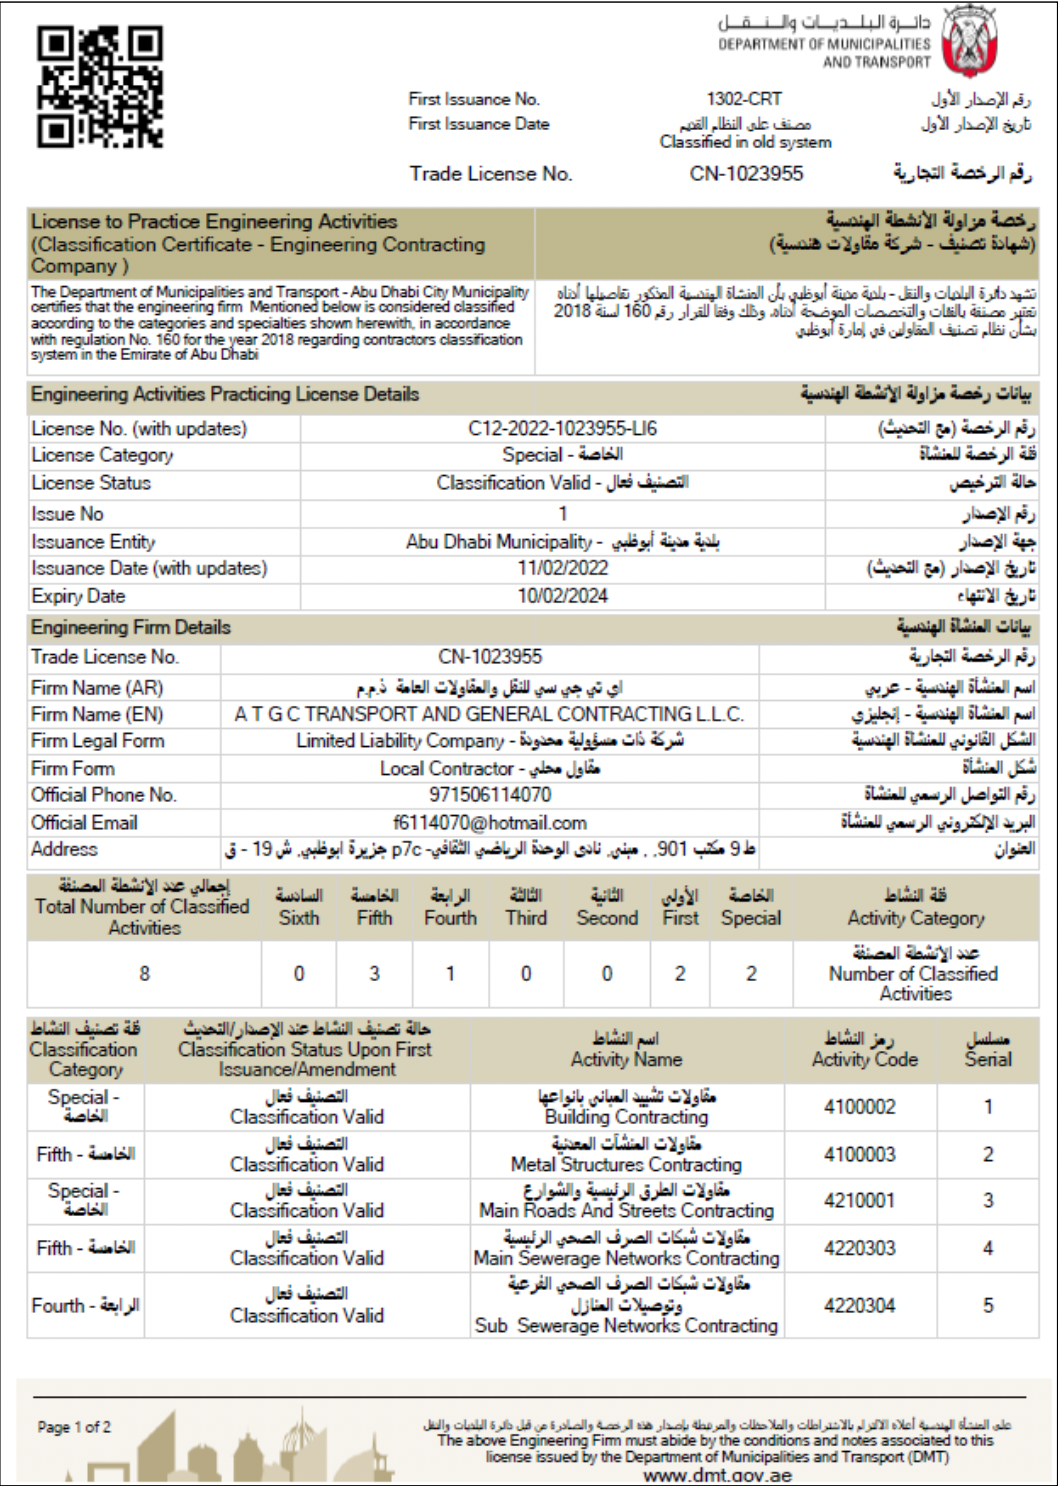 دائـــرة البلـــديـــات والـــنـــقـــل
DEPARTMENT OF MUNICIPALITIES
AND TRANSPORT
First Issuance No. 1302-CRT رقم الإصدار الأول
First Issuance Date مصنف على النظام القديم تاريخ الإصدار الأول
Classified in old system
Trade License No. CN-1023955 رقم الرخصة التجارية
License to Practice Engineering Activities
(Classification Certificate - Engineering Contracting
Company )
رخصة مزاولة الأنشطة الهندسية
(شهادة تصنيف - شركة مقاولات هندسية)
The Department of Municipalities and Transport - Abu Dhabi City Municipality
certifies that the engineering firm Mentioned below is considered classified
according to the categories and specialties shown herewith, in accordance
with regulation No. 160 for the year 2018 regarding contractors classification
system in the Emirate of Abu Dhabi
تشهد دائرة البلديات والنقل - بلدية مدينة أبوظبي بأن المنشاة الهندسية المذكور تفاصيلها أدناه
تعتبر مصنفة بالفئات والتخصصات الموضحة أدناه، وذلك وفقا للقرار رقم 160 لسنة 2018
بشأن نظام تصنيف المقاولين في إمارة أبوظبي
Engineering Activities Practicing License Details بيانات رخصة مزاولة الأنشطة الهندسية
License No. (with updates) C12-2022-1023955-LI6 رقم الرخصة (مع التحديث)
License Category Special - الخاصة فئة الرخصة للمنشأة
License Status Classification Valid - التصنيف فعال حالة الترخيص
Issue No 1 رقم الإصدار
Issuance Entity Abu Dhabi Municipality - بلدية مدينة أبوظبي جهة الإصدار
Issuance Date (with updates) 11/02/2022 تاريخ الإصدار (مع التحديث)
Expiry Date 10/02/2024 تاريخ الانتهاء
Engineering Firm Details بيانات المنشأة الهندسية
Trade License No. CN-1023955 رقم الرخصة التجارية
Firm Name (AR) اي تي جي سي للنقل والمقاولات العامة ذ.م.م اسم المنشأة الهندسية - عربي
Firm Name (EN) A T G C TRANSPORT AND GENERAL CONTRACTING L.L.C. اسم المنشأة الهندسية - إنجليزي
Firm Legal Form Limited Liability Company - شركة ذات مسؤولية محدودة الشكل القانوني للمنشأة الهندسية
Firm Form Local Contractor - مقاول محلي شكل المنشأة
Official Phone No. 971506114070 رقم التواصل الرسمي للمنشاة
Official Email f6114070@hotmail.com البريد الإلكتروني الرسمي للمنشأة
Address ط 9 مكتب 901, , مبنى, نادى الوحدة الرياضي الثقافي- p7c جزيرة ابوظبي, ش 19 - ق العنوان
إجمالي عدد الأنشطة المصنفة السادسة الخامسة الرابعة الثالثة الثانية الأولى الخاصة فئة النشاط
Total Number of Classified Activities Sixth Fifth Fourth Third Second First Special Activity Category
8 0 3 1 0 0 2 2 عدد الأنشطة المصنفة
Number of Classified
Activities
فئة تصنيف النشاط حالة تصنيف النشاط عند الإصدار/التحديث اسم النشاط رمز النشاط مسلسل
Classification Category Classification Status Upon First Issuance/Amendment Activity Name Activity Code Serial
Special - الخاصة التصنيف فعال مقاولات تشييد المباني بانواعها 4100002 1
Classification Valid Building Contracting
Fifth - الخامسة التصنيف فعال مقاولات المنشآت المعدنية 4100003 2
Classification Valid Metal Structures Contracting
Special - الخاصة التصنيف فعال مقاولات الطرق الرئيسية والشوارع 4210001 3
Classification Valid Main Roads And Streets Contracting
Fifth - الخامسة التصنيف فعال مقاولات شبكات الصرف الصحي الرئيسية 4220303 4
Classification Valid Main Sewerage Networks Contracting
Fourth - الرابعة التصنيف فعال مقاولات شبكات الصرف الصحي الفرعية وتوصيلات المنازل 4220304 5
Classification Valid Sub Sewerage Networks Contracting
Page 1 of 2
على المنشأة الهندسية أعلاه الالتزام بالاشتراطات والملاحظات والمرتبطة بإصدار هذه الرخصة والصادرة من قبل دائرة البلديات والنقل
The above Engineering Firm must abide by the conditions and notes associated to this
license issued by the Department of Municipalities and Transport (DMT)
www.dmt.gov.ae